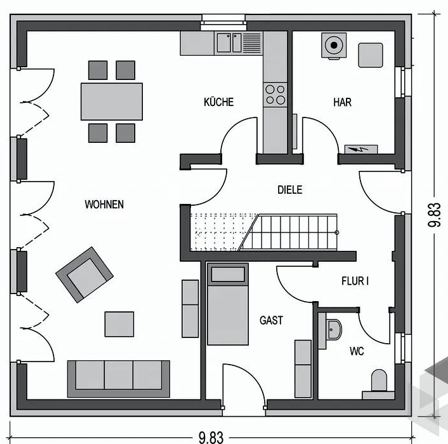 KÜCHE
HAR
WOHNEN
DIELE
9.83
FLUR I
GAST
WC
9.83